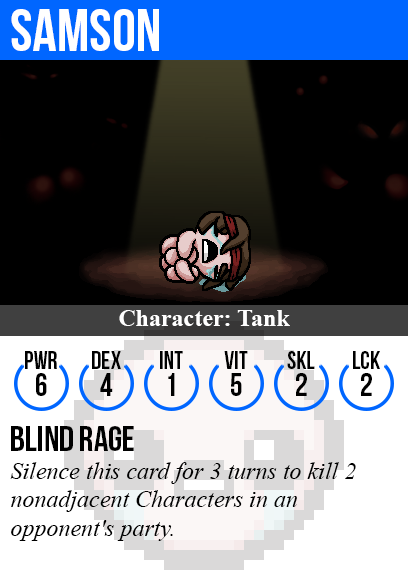 SAMSON
Character: Tank
PWR DEX INT VIT SKL LCK
6 4 1 5 2 2
BLIND RAGE
Silence this card for 3 turns to kill 2
nonadjacent Characters in an
opponent's party.